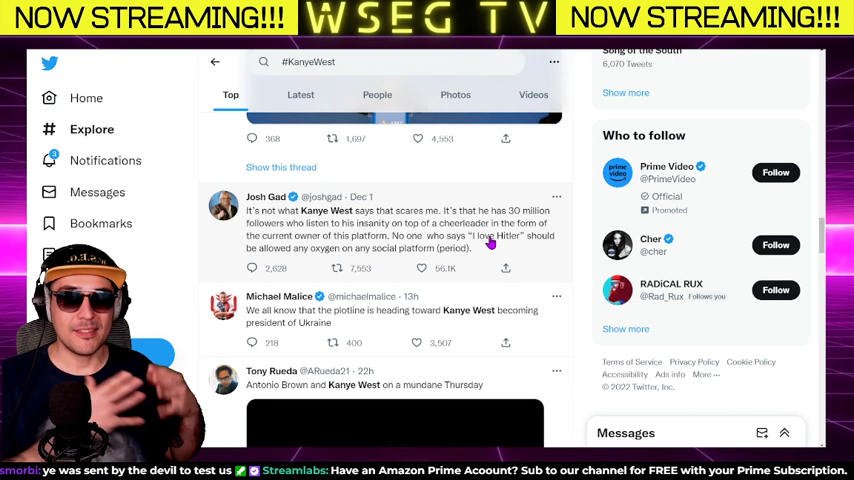 NOW STREAMING!!!
WSEG TV
NOW STREAMING!!!
Home
Explore
3
Notifications
Messages
Bookmarks
#KanyeWest
Top
Latest
People
Photos
Videos
368
1,697
4,553
Show this thread
Josh Gad @joshgad · Dec 1
It's not what Kanye West says that scares me. It's that he has 30 million
followers who listen to his insanity on top of a cheerleader in the form of
the current owner of this platform. No one who says "I love Hitler" should
be allowed any oxygen on any social platform (period).
2,628
7,553
56.1K
Michael Malice @michaelmalice · 13h
We all know that the plotline is heading toward Kanye West becoming
president of Ukraine
218
400
3,507
Tony Rueda @ARueda21 · 22h
Antonio Brown and Kanye West on a mundane Thursday
Song of the South
6,070 Tweets
Show more
Who to follow
Prime Video
@PrimeVideo
Official
Promoted
Follow
prime video
Cher
@cher
Follow
RADiCAL RUX
@Rad_Rux Follows you
Follow
Show more
Terms of Service Privacy Policy Cookie Policy
Accessibility Ads info More ···
© 2022 Twitter, Inc.
Messages
W.S.E.G.
smorbi: ye was sent by the devil to test us Streamlabs: Have an Amazon Prime Acoount? Sub to our channel for FREE with your Prime Subscription.